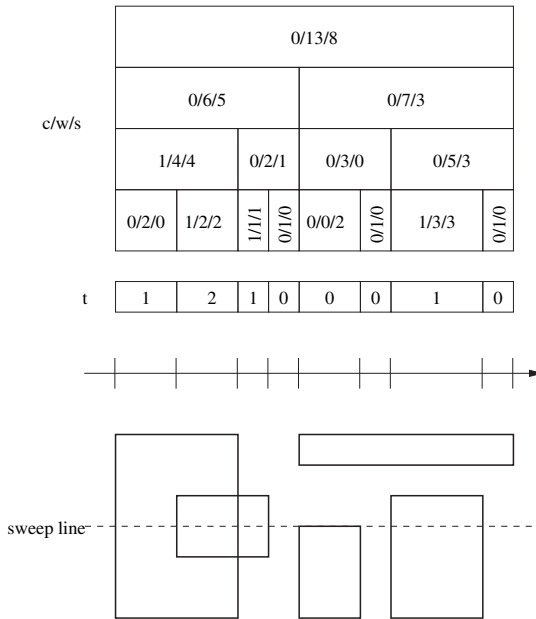 0/13/8
0/6/5 0/7/3
c/w/s
1/4/4 0/2/1 0/3/0 0/5/3
0/2/0 1/2/2 1/1/1 0/1/0 0/0/2 0/1/0 1/3/3 0/1/0
t 1 2 1 0 0 0 1 0
sweep line